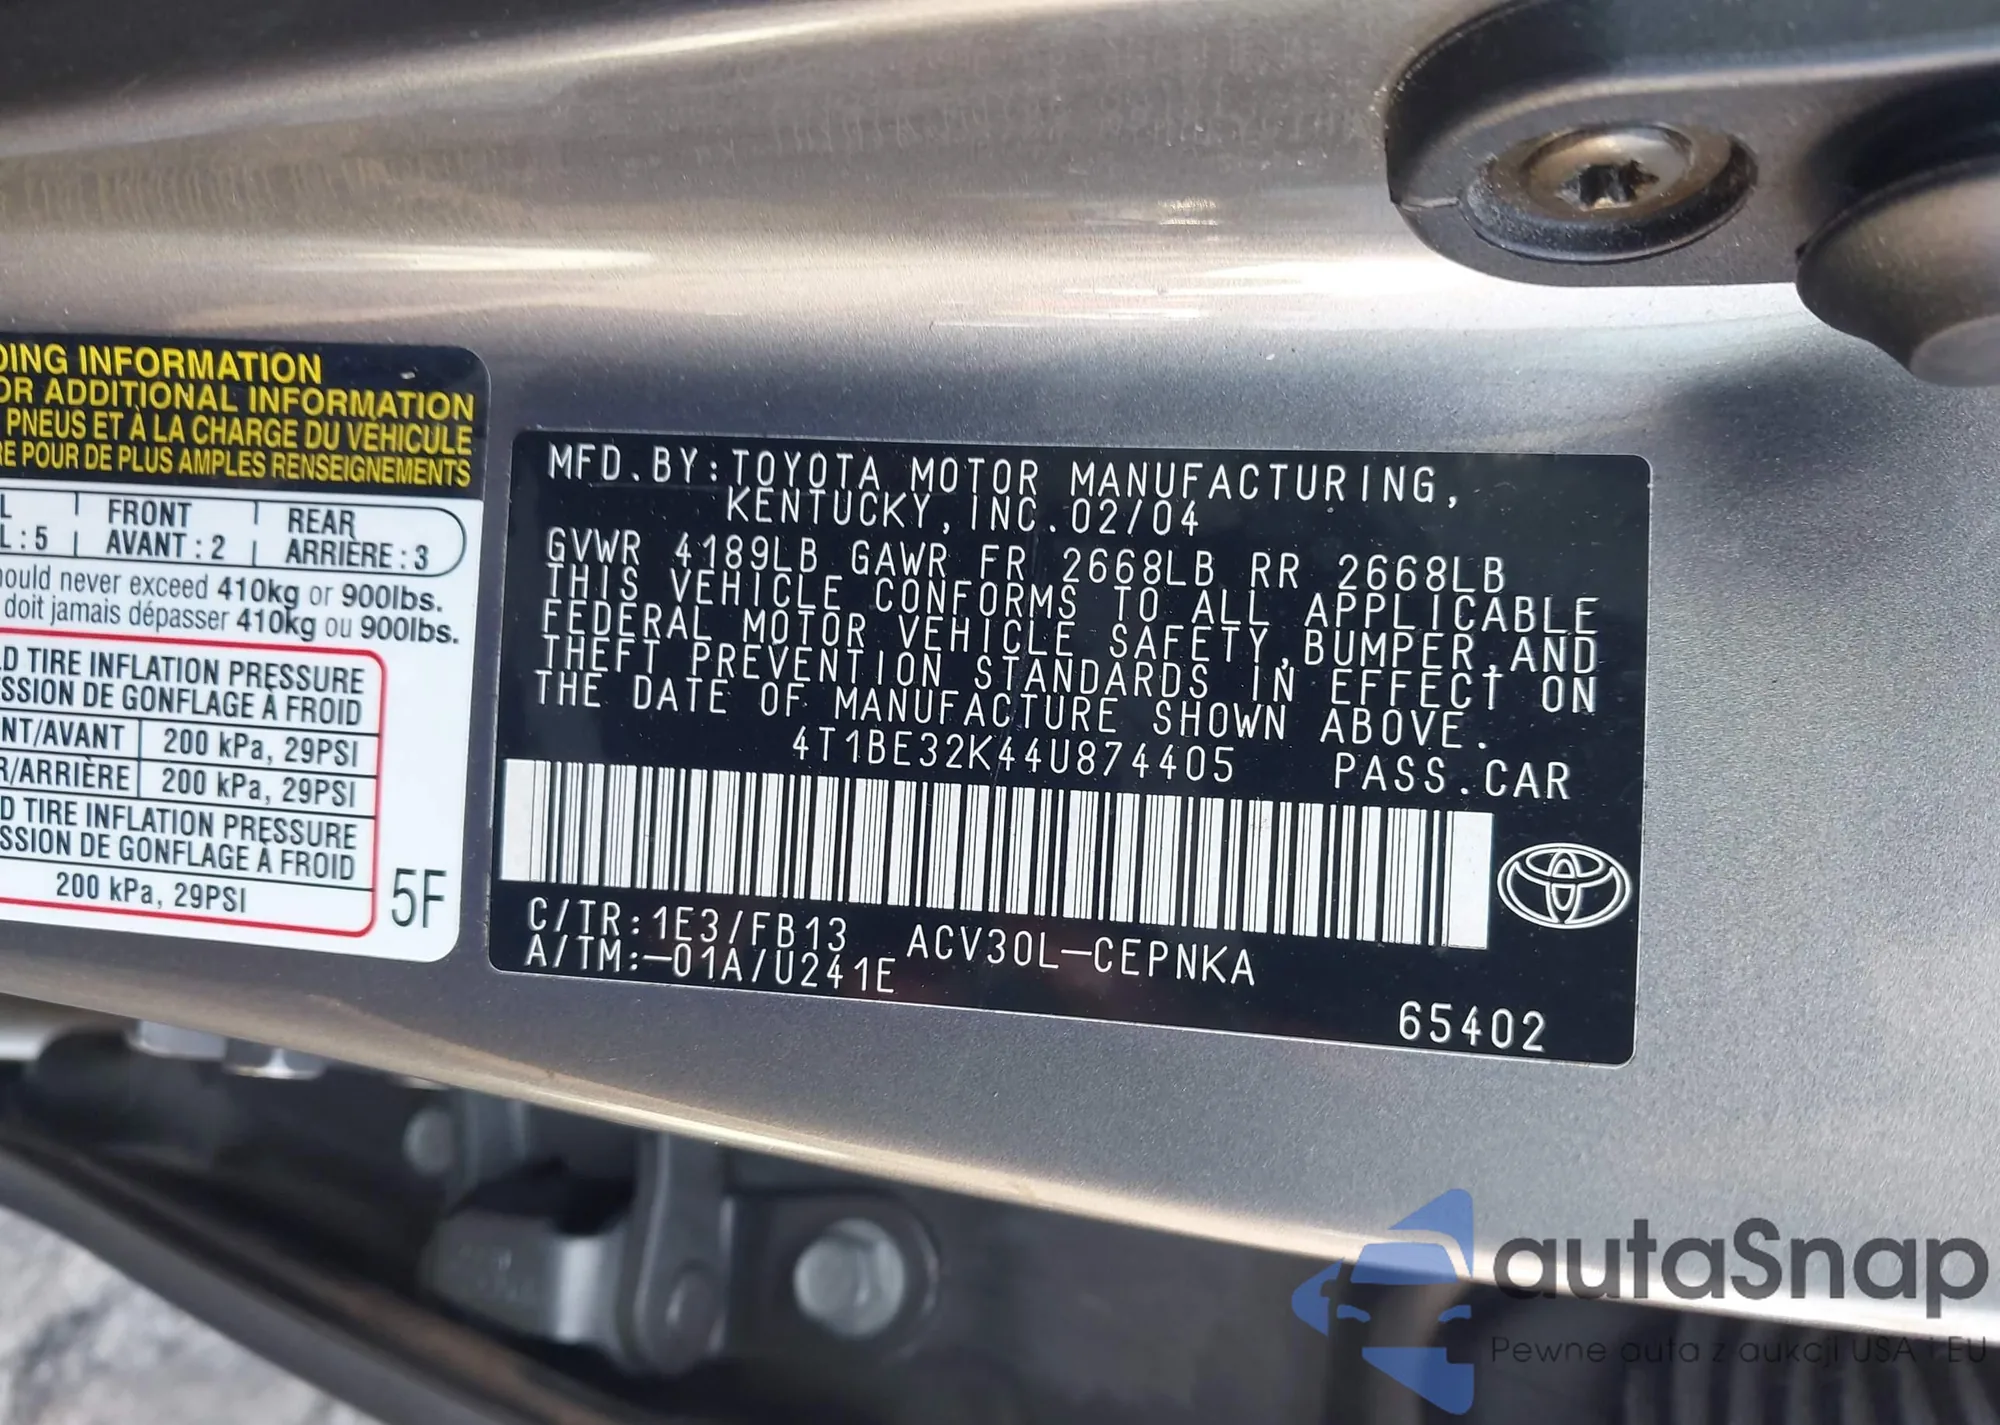 DING INFORMATION
OR ADDITIONAL INFORMATION
PNEUS ET À LA CHARGE DU VÉHICULE
RE POUR DE PLUS AMPLES RENSEIGNEMENTS
L FRONT REAR
L : 5 AVANT : 2 ARRIÈRE : 3
ould never exceed 410kg or 900lbs.
doit jamais dépasser 410kg ou 900lbs.
D TIRE INFLATION PRESSURE
SSION DE GONFLAGE À FROID
NT/AVANT 200 kPa, 29PSI
R/ARRIÈRE 200 kPa, 29PSI
D TIRE INFLATION PRESSURE
SSION DE GONFLAGE À FROID
200 kPa, 29PSI
5F
MFD.BY:TOYOTA MOTOR MANUFACTURING,
KENTUCKY,INC.02/04
GVWR 4189LB GAWR FR 2668LB RR 2668LB
THIS VEHICLE CONFORMS TO ALL APPLICABLE
FEDERAL MOTOR VEHICLE SAFETY,BUMPER,AND
THEFT PREVENTION STANDARDS IN EFFECT ON
THE DATE OF MANUFACTURE SHOWN ABOVE.
4T1BE32K44U874405 PASS.CAR
C/TR:1E3/FB13 ACV30L-CEPNKA
A/TM:-01A/U241E
65402
autaSnap
Pewne auta z aukcji USA i EU